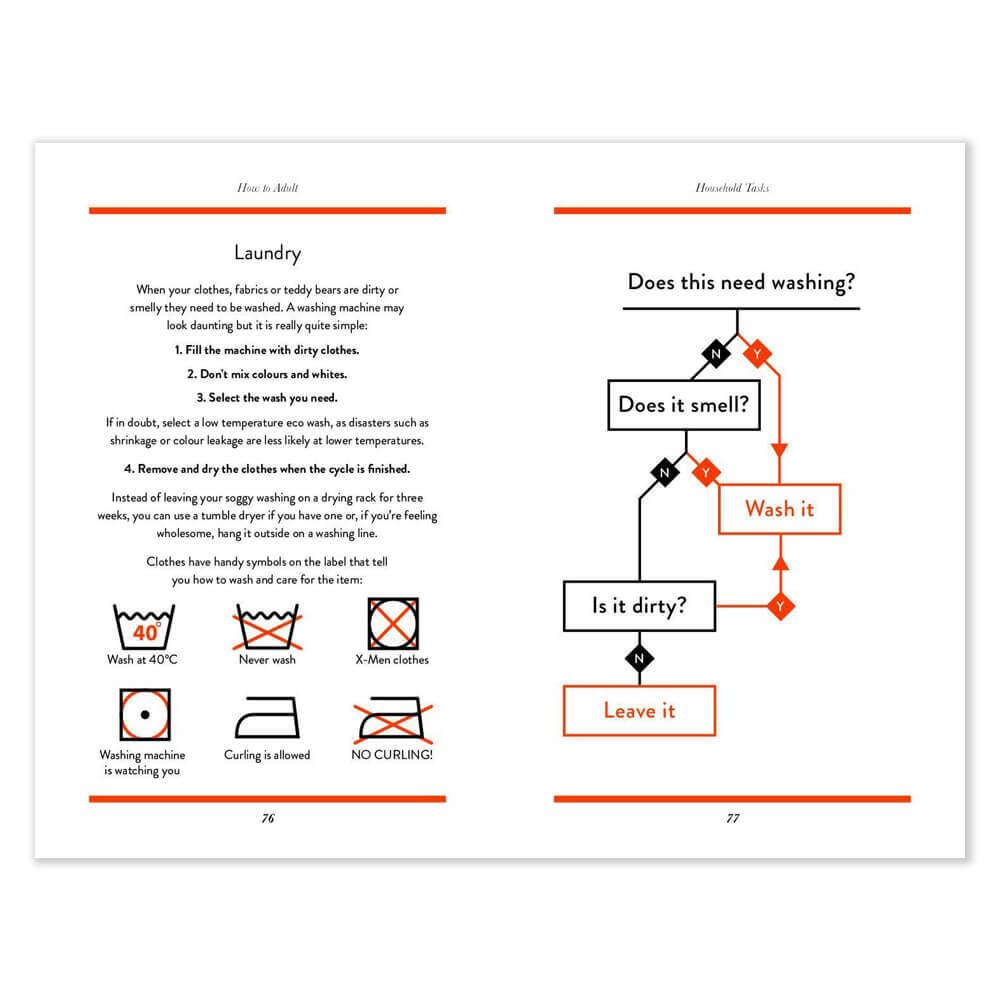 How to Adult
Laundry
When your clothes, fabrics or teddy bears are dirty or
smelly they need to be washed. A washing machine may
look daunting but it is really quite simple:
1. Fill the machine with dirty clothes.
2. Don't mix colours and whites.
3. Select the wash you need.
If in doubt, select a low temperature eco wash, as disasters such as
shrinkage or colour leakage are less likely at lower temperatures.
4. Remove and dry the clothes when the cycle is finished.
Instead of leaving your soggy washing on a drying rack for three
weeks, you can use a tumble dryer if you have one or, if you're feeling
wholesome, hang it outside on a washing line.
Clothes have handy symbols on the label that tell
you how to wash and care for the item:
40°
Wash at 40°C
Never wash
X-Men clothes
Washing machine
is watching you
Curling is allowed
NO CURLING!
76
Household Tasks
Does this need washing?
N
Y
Does it smell?
N
Y
Wash it
Is it dirty?
Y
N
Leave it
77